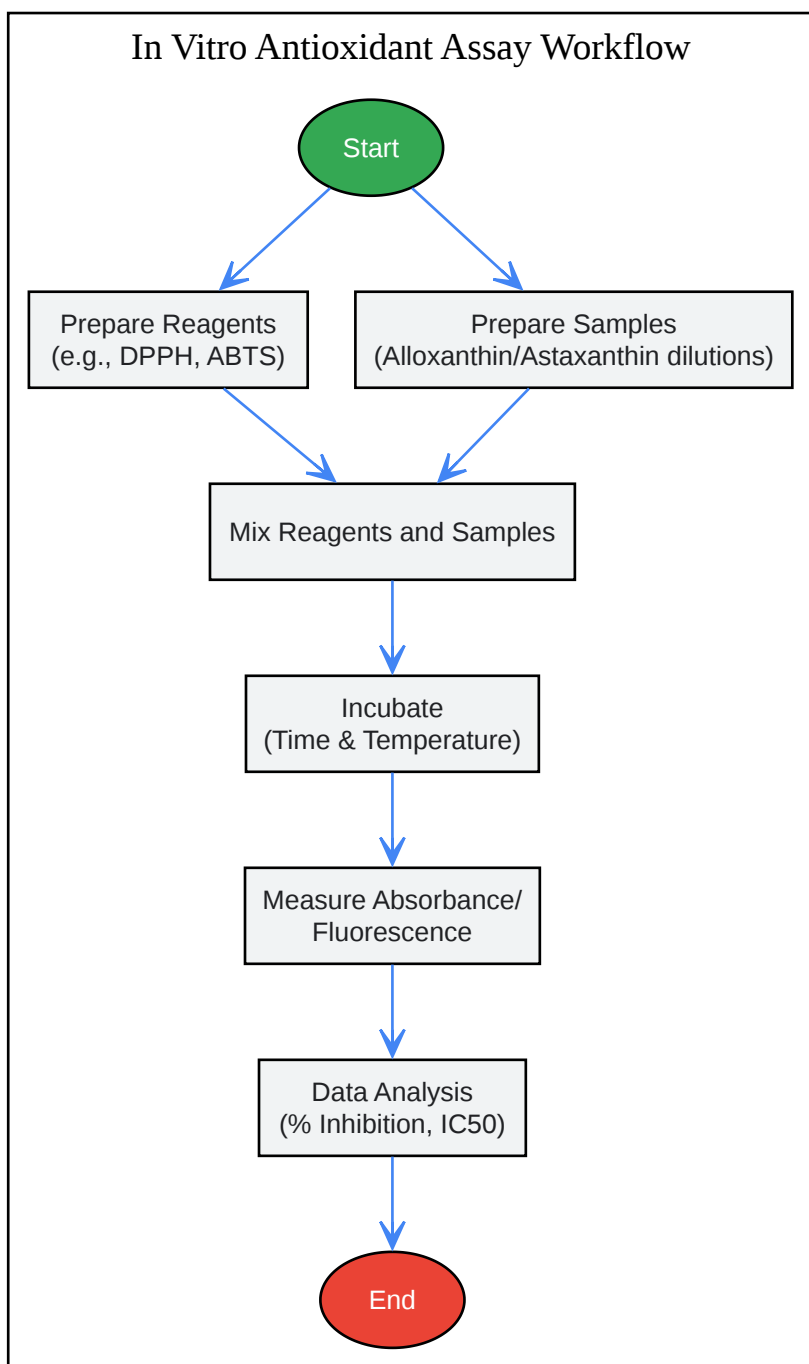 In Vitro Antioxidant Assay Workflow
Start
Prepare Reagents
(e.g., DPPH, ABTS)
Prepare Samples
(Alloxanthin/Astaxanthin dilutions)
Mix Reagents and Samples
Incubate
(Time & Temperature)
Measure Absorbance/
Fluorescence
Data Analysis
(% Inhibition, IC50)
End